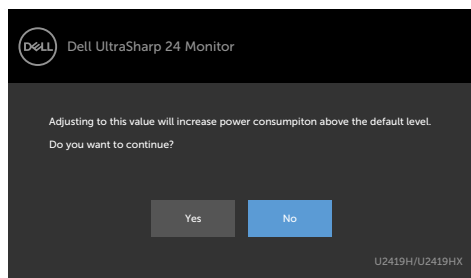 DELL Dell UltraSharp 24 Monitor
Adjusting to this value will increase power consumpiton above the default level.
Do you want to continue?
Yes No
U2419H/U2419HX